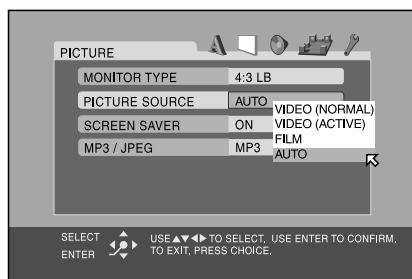 PICTURE
MONITOR TYPE 4:3 LB
PICTURE SOURCE AUTO
VIDEO (NORMAL)
VIDEO (ACTIVE)
FILM
AUTO
SCREEN SAVER ON
MP3 / JPEG MP3
SELECT
ENTER
USE ▲▼◀▶ TO SELECT, USE ENTER TO CONFIRM.
TO EXIT, PRESS CHOICE.